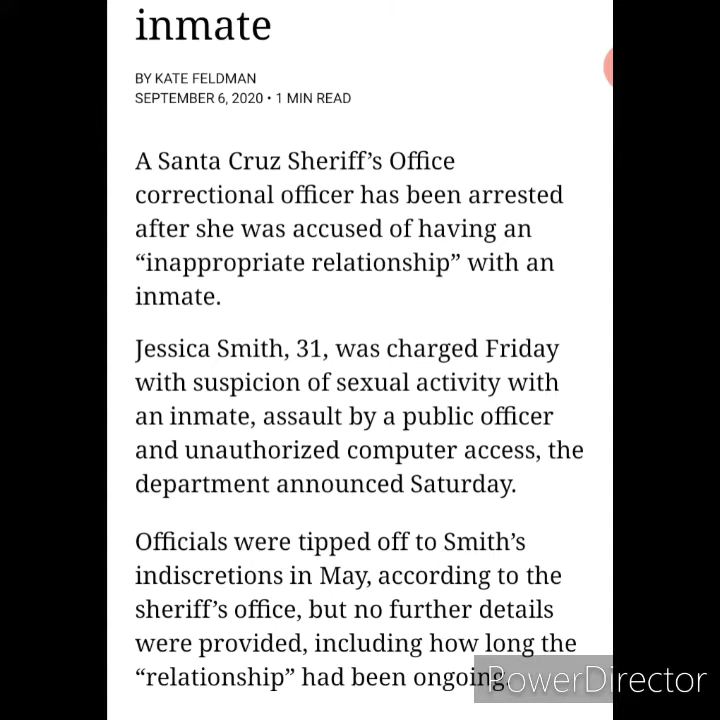 inmate
BY KATE FELDMAN
SEPTEMBER 6, 2020 • 1 MIN READ
A Santa Cruz Sheriff’s Office
correctional officer has been arrested
after she was accused of having an
“inappropriate relationship” with an
inmate.
Jessica Smith, 31, was charged Friday
with suspicion of sexual activity with
an inmate, assault by a public officer
and unauthorized computer access, the
department announced Saturday.
Officials were tipped off to Smith’s
indiscretions in May, according to the
sheriff’s office, but no further details
were provided, including how long the
“relationship” had been ongoing.
PowerDirector